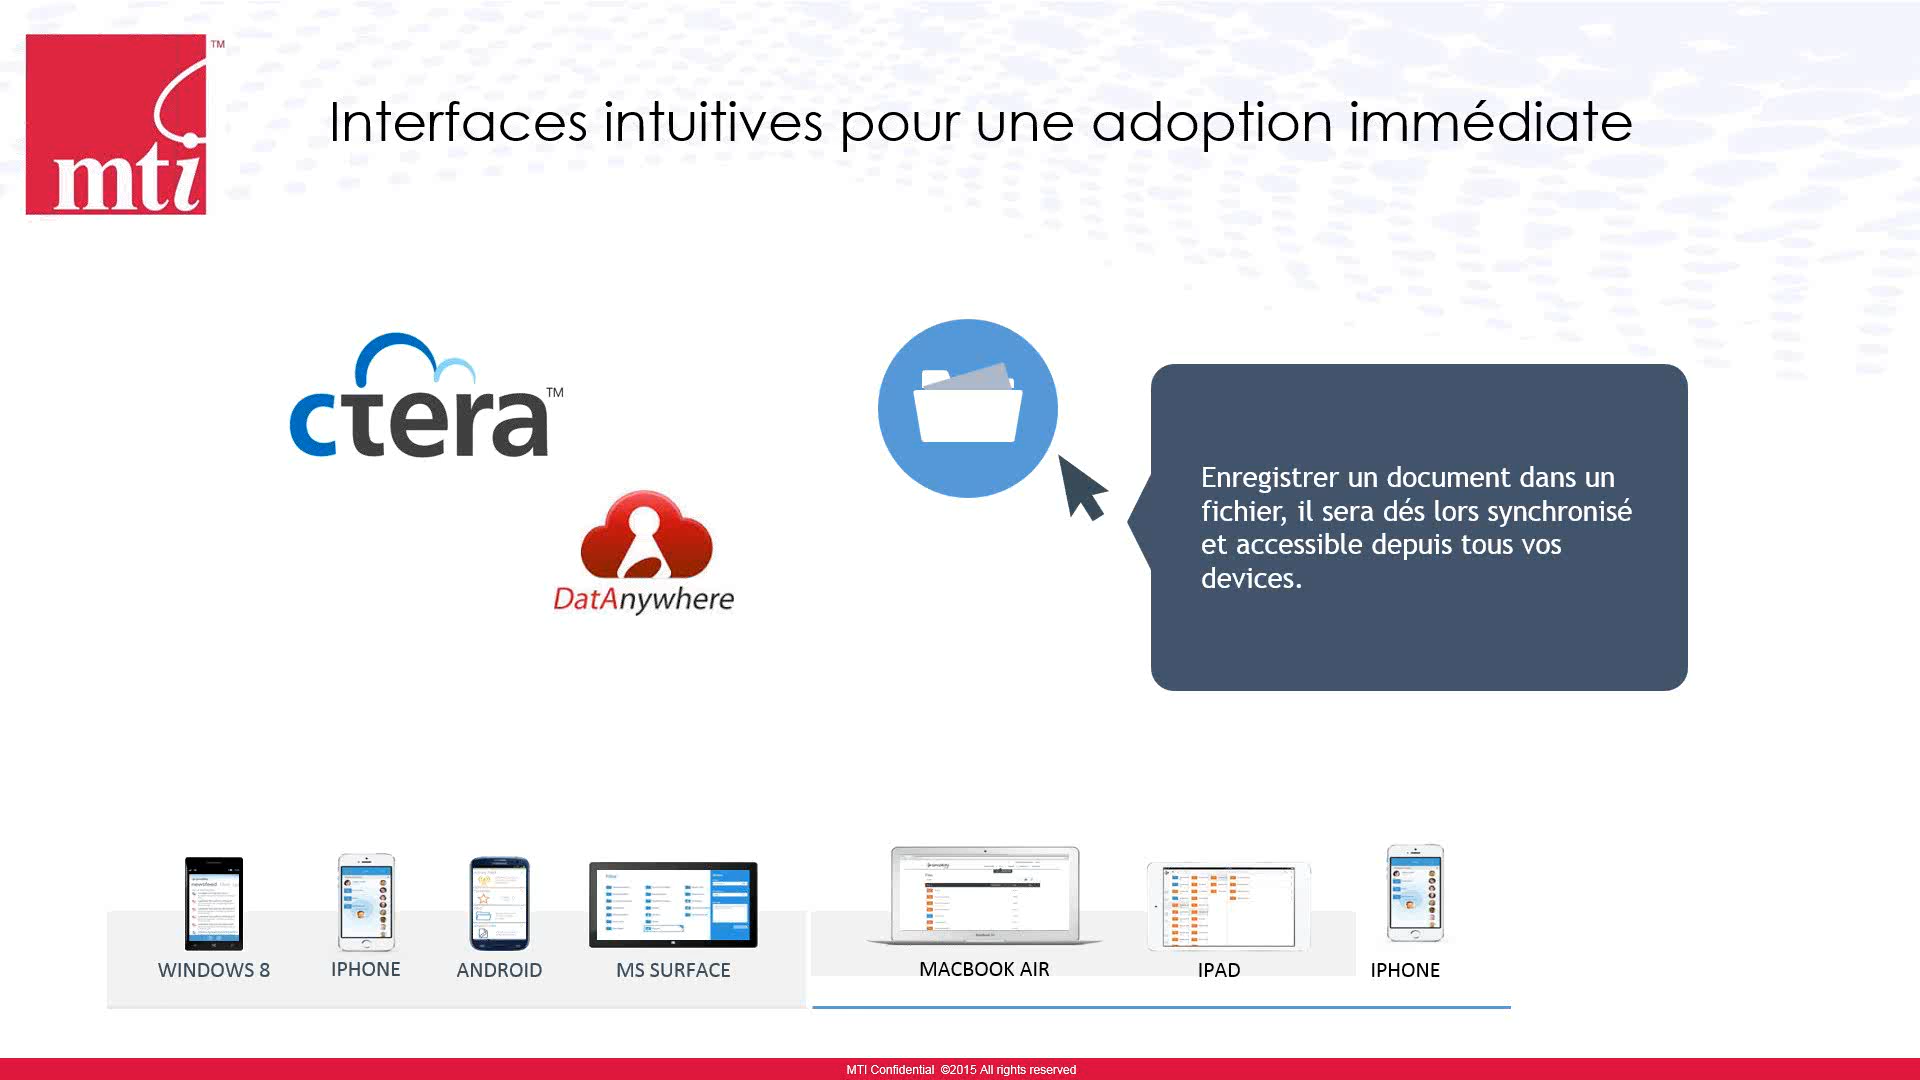 mti™
Interfaces intuitives pour une adoption immédiate
ctera™
DatAnywhere
Enregistrer un document dans un
fichier, il sera dés lors synchronisé
et accessible depuis tous vos
devices.
WINDOWS 8
IPHONE
ANDROID
MS SURFACE
MACBOOK AIR
IPAD
IPHONE
MTI Confidential ©2015 All rights reserved